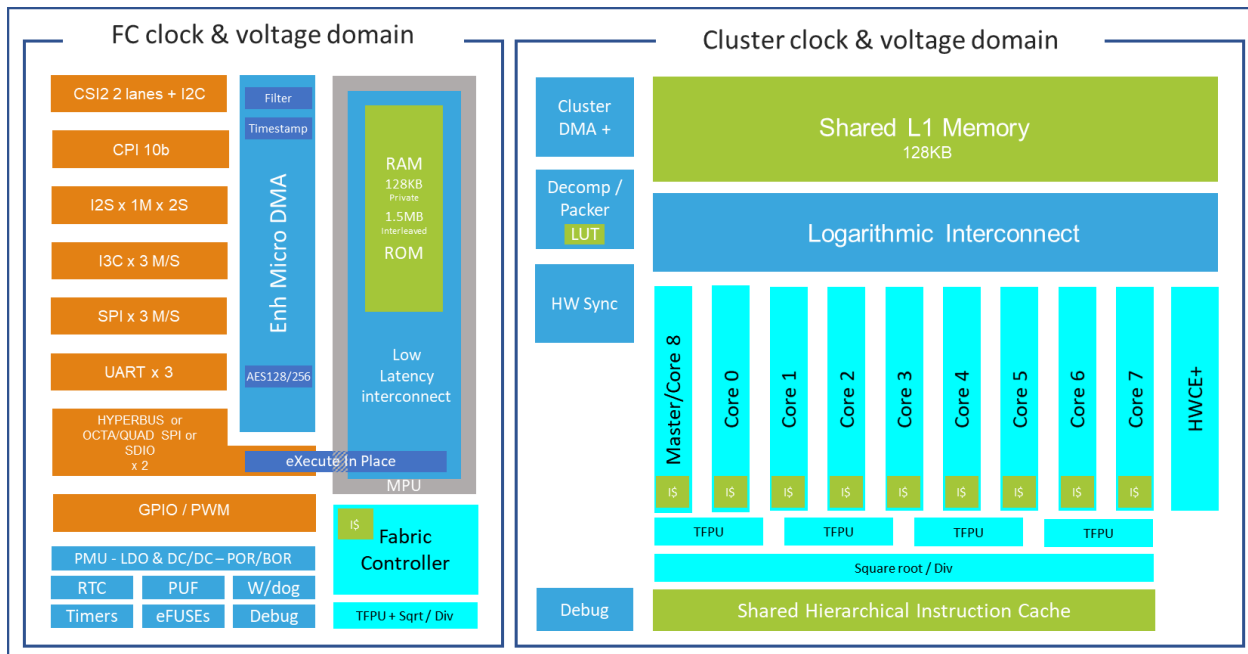 FC clock & voltage domain
CSI2 2 lanes + I2C
CPI 10b
I2S x 1M x 2S
I3C x 3 M/S
SPI x 3 M/S
UART x 3
HYPERBUS or
OCTA/QUAD SPI or
SDIO
x 2
GPIO / PWM
Filter
Timestamp
Enh Micro DMA
AES128/256
eXecute In Place
RAM
128KB
Private
1.5MB
Interleaved
ROM
Low
Latency
interconnect
MPU
I$
Fabric
Controller
TFPU + Sqrt / Div
PMU - LDO & DC/DC – POR/BOR
RTC
PUF
W/dog
Timers
eFUSEs
Debug
Cluster clock & voltage domain
Cluster
DMA +
Decomp /
Packer
LUT
HW Sync
Debug
Shared L1 Memory
128KB
Logarithmic Interconnect
Master/Core 8
Core 0
Core 1
Core 2
Core 3
Core 4
Core 5
Core 6
Core 7
HWCE+
I$
I$
I$
I$
I$
I$
I$
I$
I$
TFPU
TFPU
TFPU
TFPU
Square root / Div
Shared Hierarchical Instruction Cache